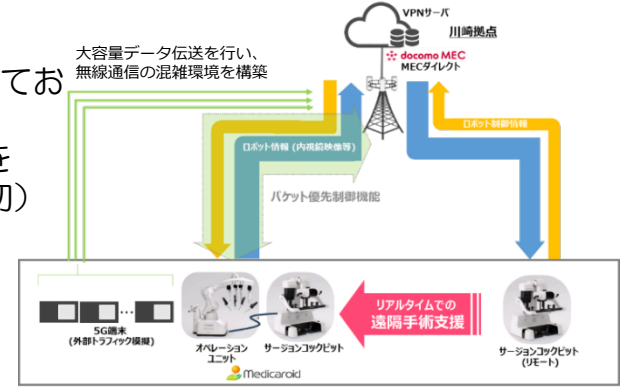 VPNサーバ
川崎拠点
docomo MEC
MECダイレクト
大容量データ伝送を行い、
無線通信の混雑環境を構築
てお
を
切）
ロボット制御情報
ロボット情報 (内視鏡映像等)
パケット優先制御機能
5G端末
(外部トラフィック模擬)
オペレーション
ユニット
サージョンコックピット
リアルタイムでの
遠隔手術支援
サージョンコックピット
(リモート)
Medicaroid